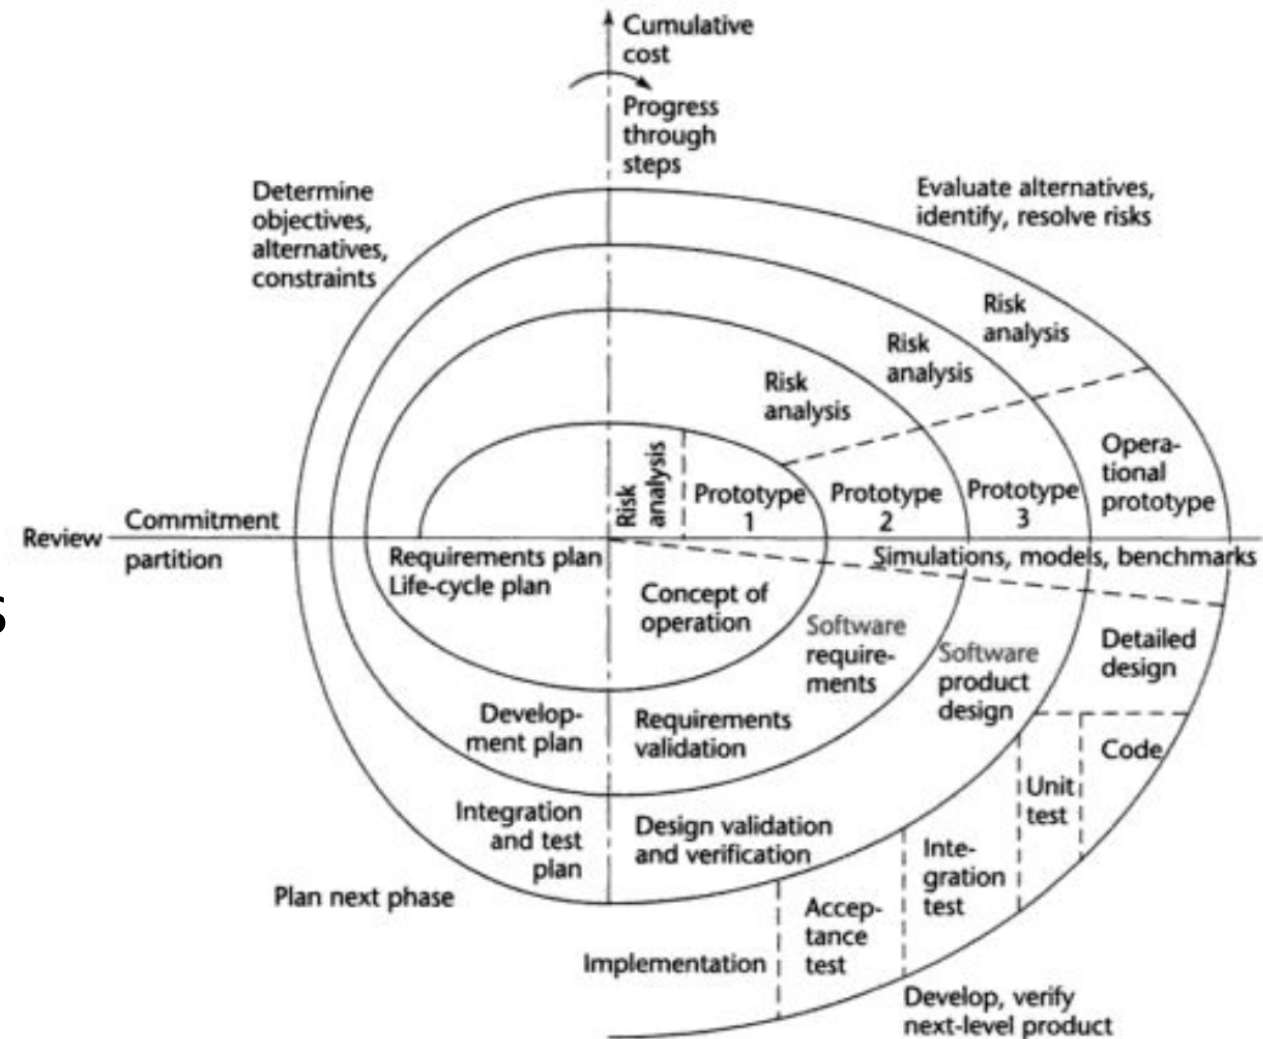 Cumulative
cost
Progress
through
steps
Determine
objectives,
alternatives,
constraints
Evaluate alternatives,
identify, resolve risks
Risk
analysis
Risk
analysis
Risk
analysis
Risk
analysis
Prototype
1
Prototype
2
Prototype
3
Opera-
tional
prototype
Review
Commitment
partition
Requirements plan
Life-cycle plan
Concept of
operation
Simulations, models, benchmarks
s
Software
require-
ments
Software
product
design
Detailed
design
Develop-
ment plan
Requirements
validation
Code
Unit
test
Integration
and test
plan
Design validation
and verification
Inte-
gration
test
Plan next phase
Accep-
tance
test
Implementation
Develop, verify
next-level product